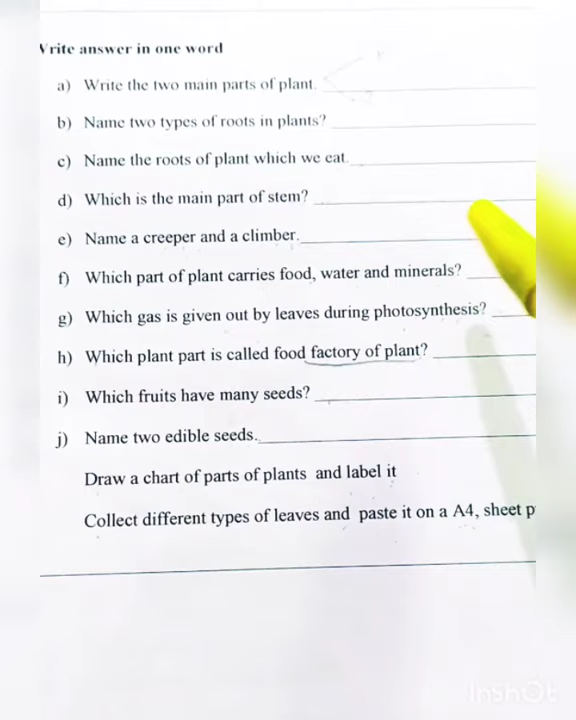 Write answer in one word
a) Write the two main parts of plant.
b) Name two types of roots in plants?
c) Name the roots of plant which we eat.
d) Which is the main part of stem?
e) Name a creeper and a climber.
f) Which part of plant carries food, water and minerals?
g) Which gas is given out by leaves during photosynthesis?
h) Which plant part is called food factory of plant?
i) Which fruits have many seeds?
j) Name two edible seeds.
Draw a chart of parts of plants and label it
Collect different types of leaves and paste it on a A4, sheet p
InShOt